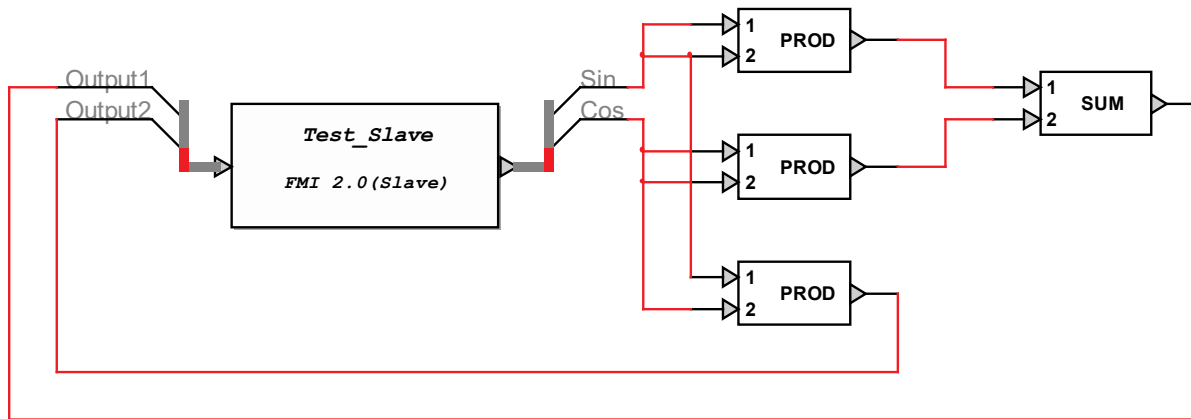 Output1
Output2
Test_Slave
FMI 2.0(Slave)
Sin
Cos
1
2
PROD
1
2
PROD
1
2
PROD
1
2
SUM